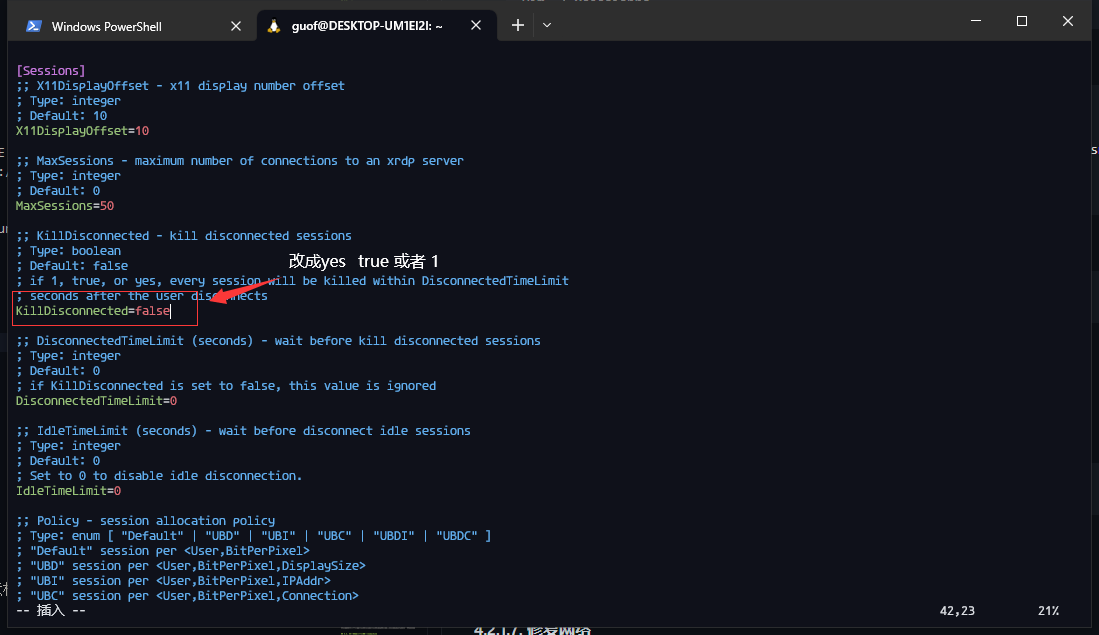 Windows PowerShell
guof@DESKTOP-UM1EI2I: ~
[Sessions]
;; X11DisplayOffset - x11 display number offset
; Type: integer
; Default: 10
X11DisplayOffset=10
;; MaxSessions - maximum number of connections to an xrdp server
; Type: integer
; Default: 0
MaxSessions=50
;; KillDisconnected - kill disconnected sessions
; Type: boolean
; Default: false
改成yes true 或者 1
; if 1, true, or yes, every session will be killed within DisconnectedTimeLimit
; seconds after the user disconnects
KillDisconnected=false
;; DisconnectedTimeLimit (seconds) - wait before kill disconnected sessions
; Type: integer
; Default: 0
; if KillDisconnected is set to false, this value is ignored
DisconnectedTimeLimit=0
;; IdleTimeLimit (seconds) - wait before disconnect idle sessions
; Type: integer
; Default: 0
; Set to 0 to disable idle disconnection.
IdleTimeLimit=0
;; Policy - session allocation policy
; Type: enum [ "Default" | "UBD" | "UBI" | "UBC" | "UBDI" | "UBDC" ]
; "Default" session per <User,BitPerPixel>
; "UBD" session per <User,BitPerPixel,DisplaySize>
; "UBI" session per <User,BitPerPixel,IPAddr>
; "UBC" session per <User,BitPerPixel,Connection>
-- 插入 --
42,23
21%
4.2.1.7. 修复网络